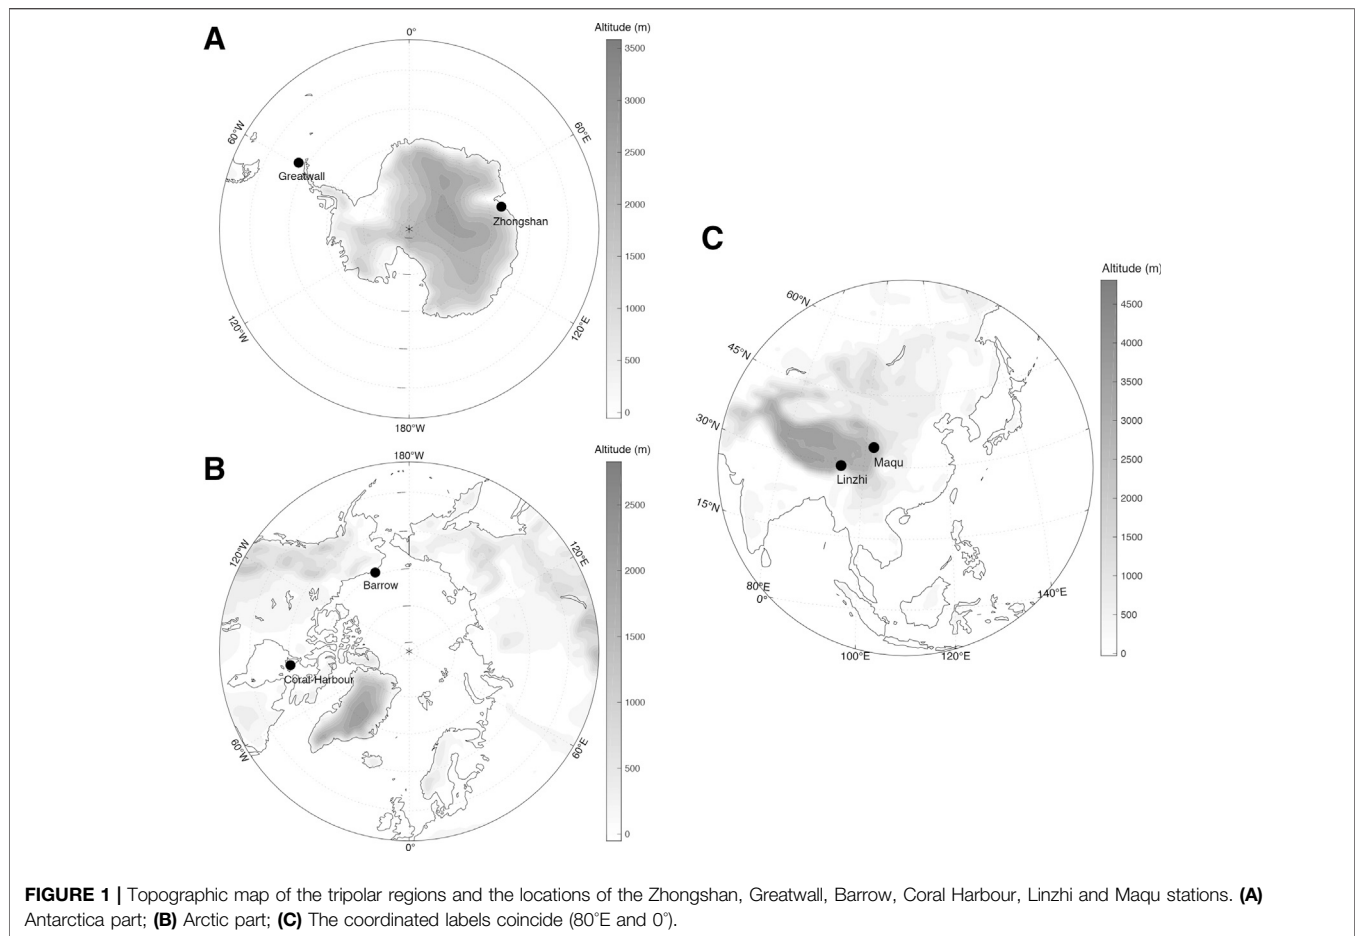 A
Altitude (m)
0°
3500
3000
2500
2000
1500
1000
500
0
60°W
60°E
Greatwall
Zhongshan
120°W
120°E
180°W
B
Altitude (m)
180°W
2500
2000
1500
1000
500
0
120°W
120°E
Barrow
Coral Harbour
60°W
60°E
0°
C
Altitude (m)
4500
4000
3500
3000
2500
2000
1500
1000
500
0
60°N
45°N
30°N
15°N
Maqu
Linzhi
80°E
0°
140°E
100°E
120°E
FIGURE 1 | Topographic map of the tripolar regions and the locations of the Zhongshan, Greatwall, Barrow, Coral Harbour, Linzhi and Maqu stations. (A)
Antarctica part; (B) Arctic part; (C) The coordinated labels coincide (80°E and 0°).